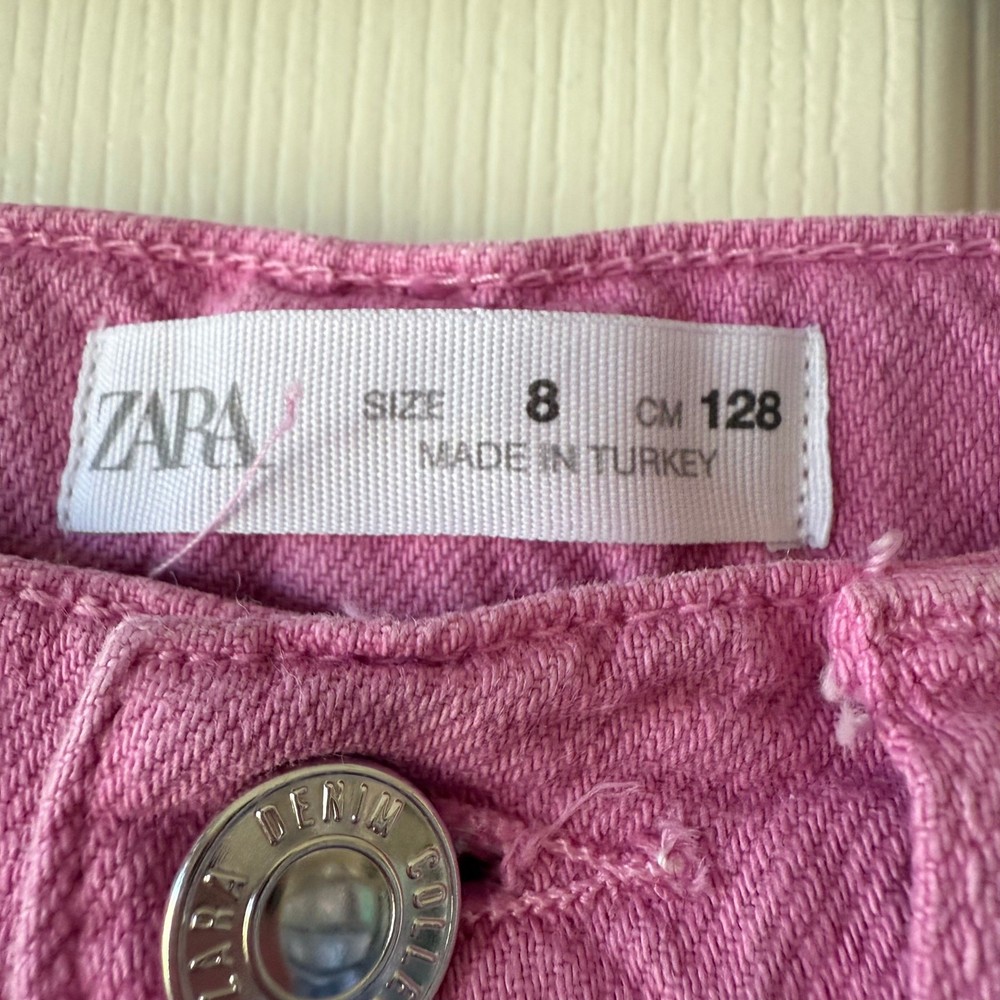 ZARA SIZE 8 CM 128
MADE IN TURKEY
ZARA DENIM COLLE